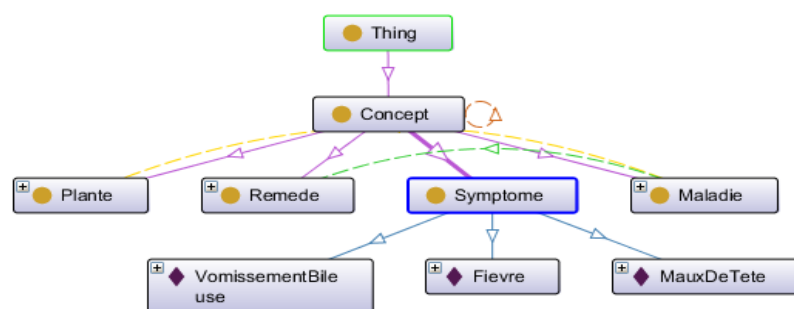 Thing
Concept
Plante
Remede
Symptome
Maladie
VomissementBile
use
Fievre
MauxDeTete